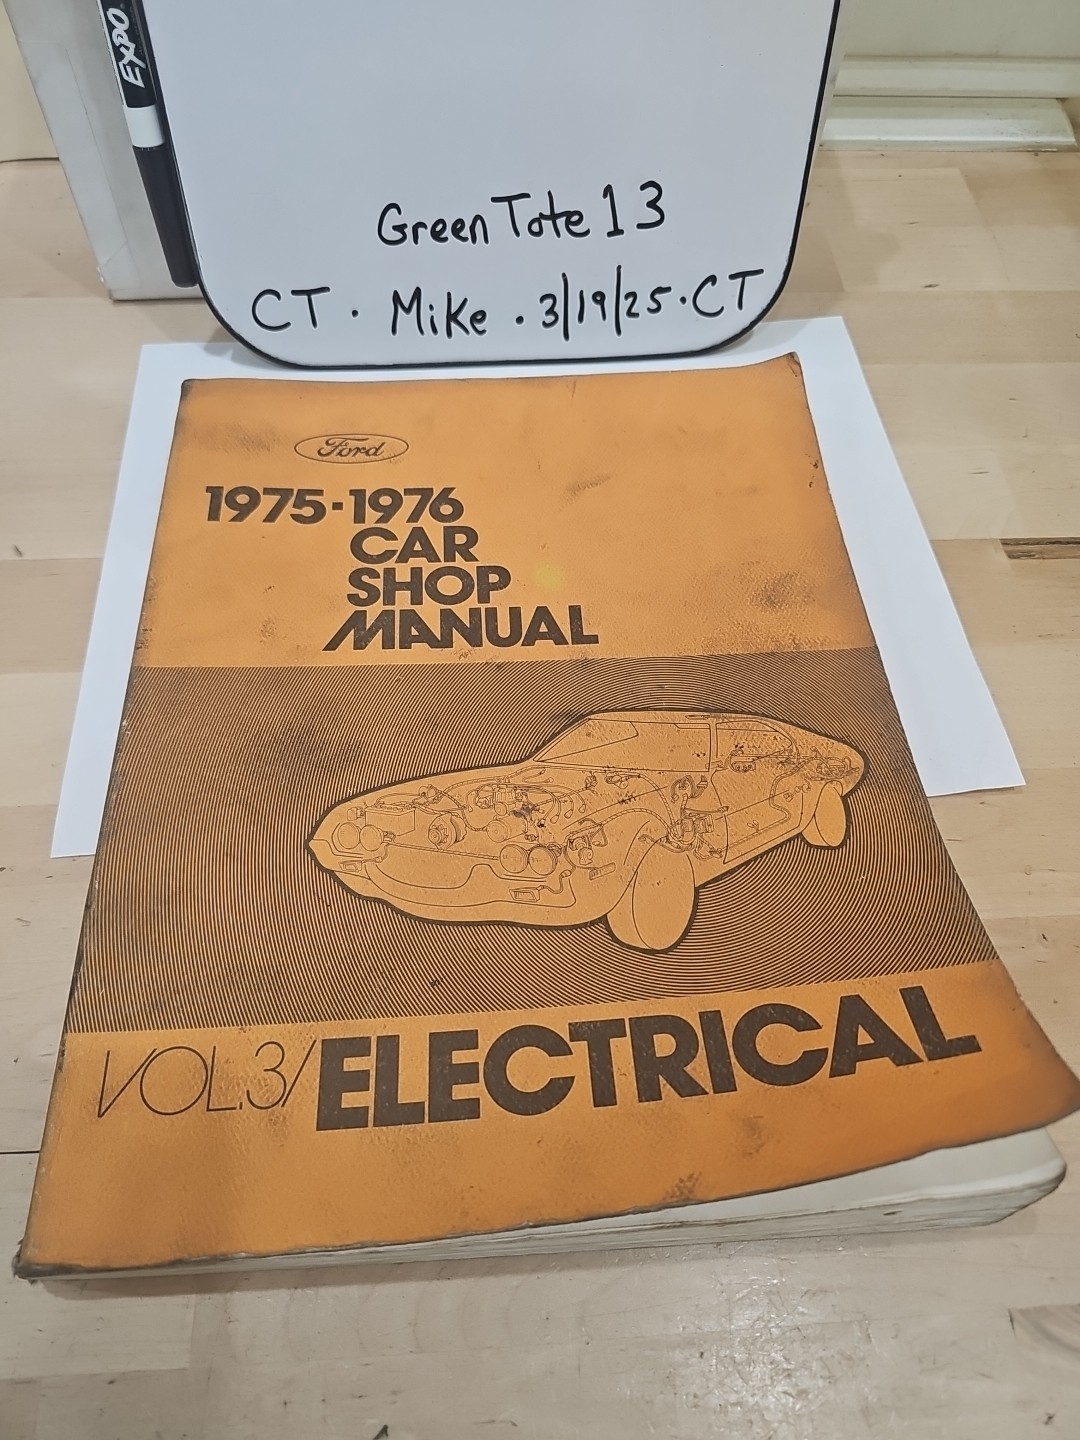 EXPO
Green Tote 13
CT · Mike · 3/19/25 · CT
Ford
1975-1976
CAR
SHOP
MANUAL
VOL.3/ELECTRICAL